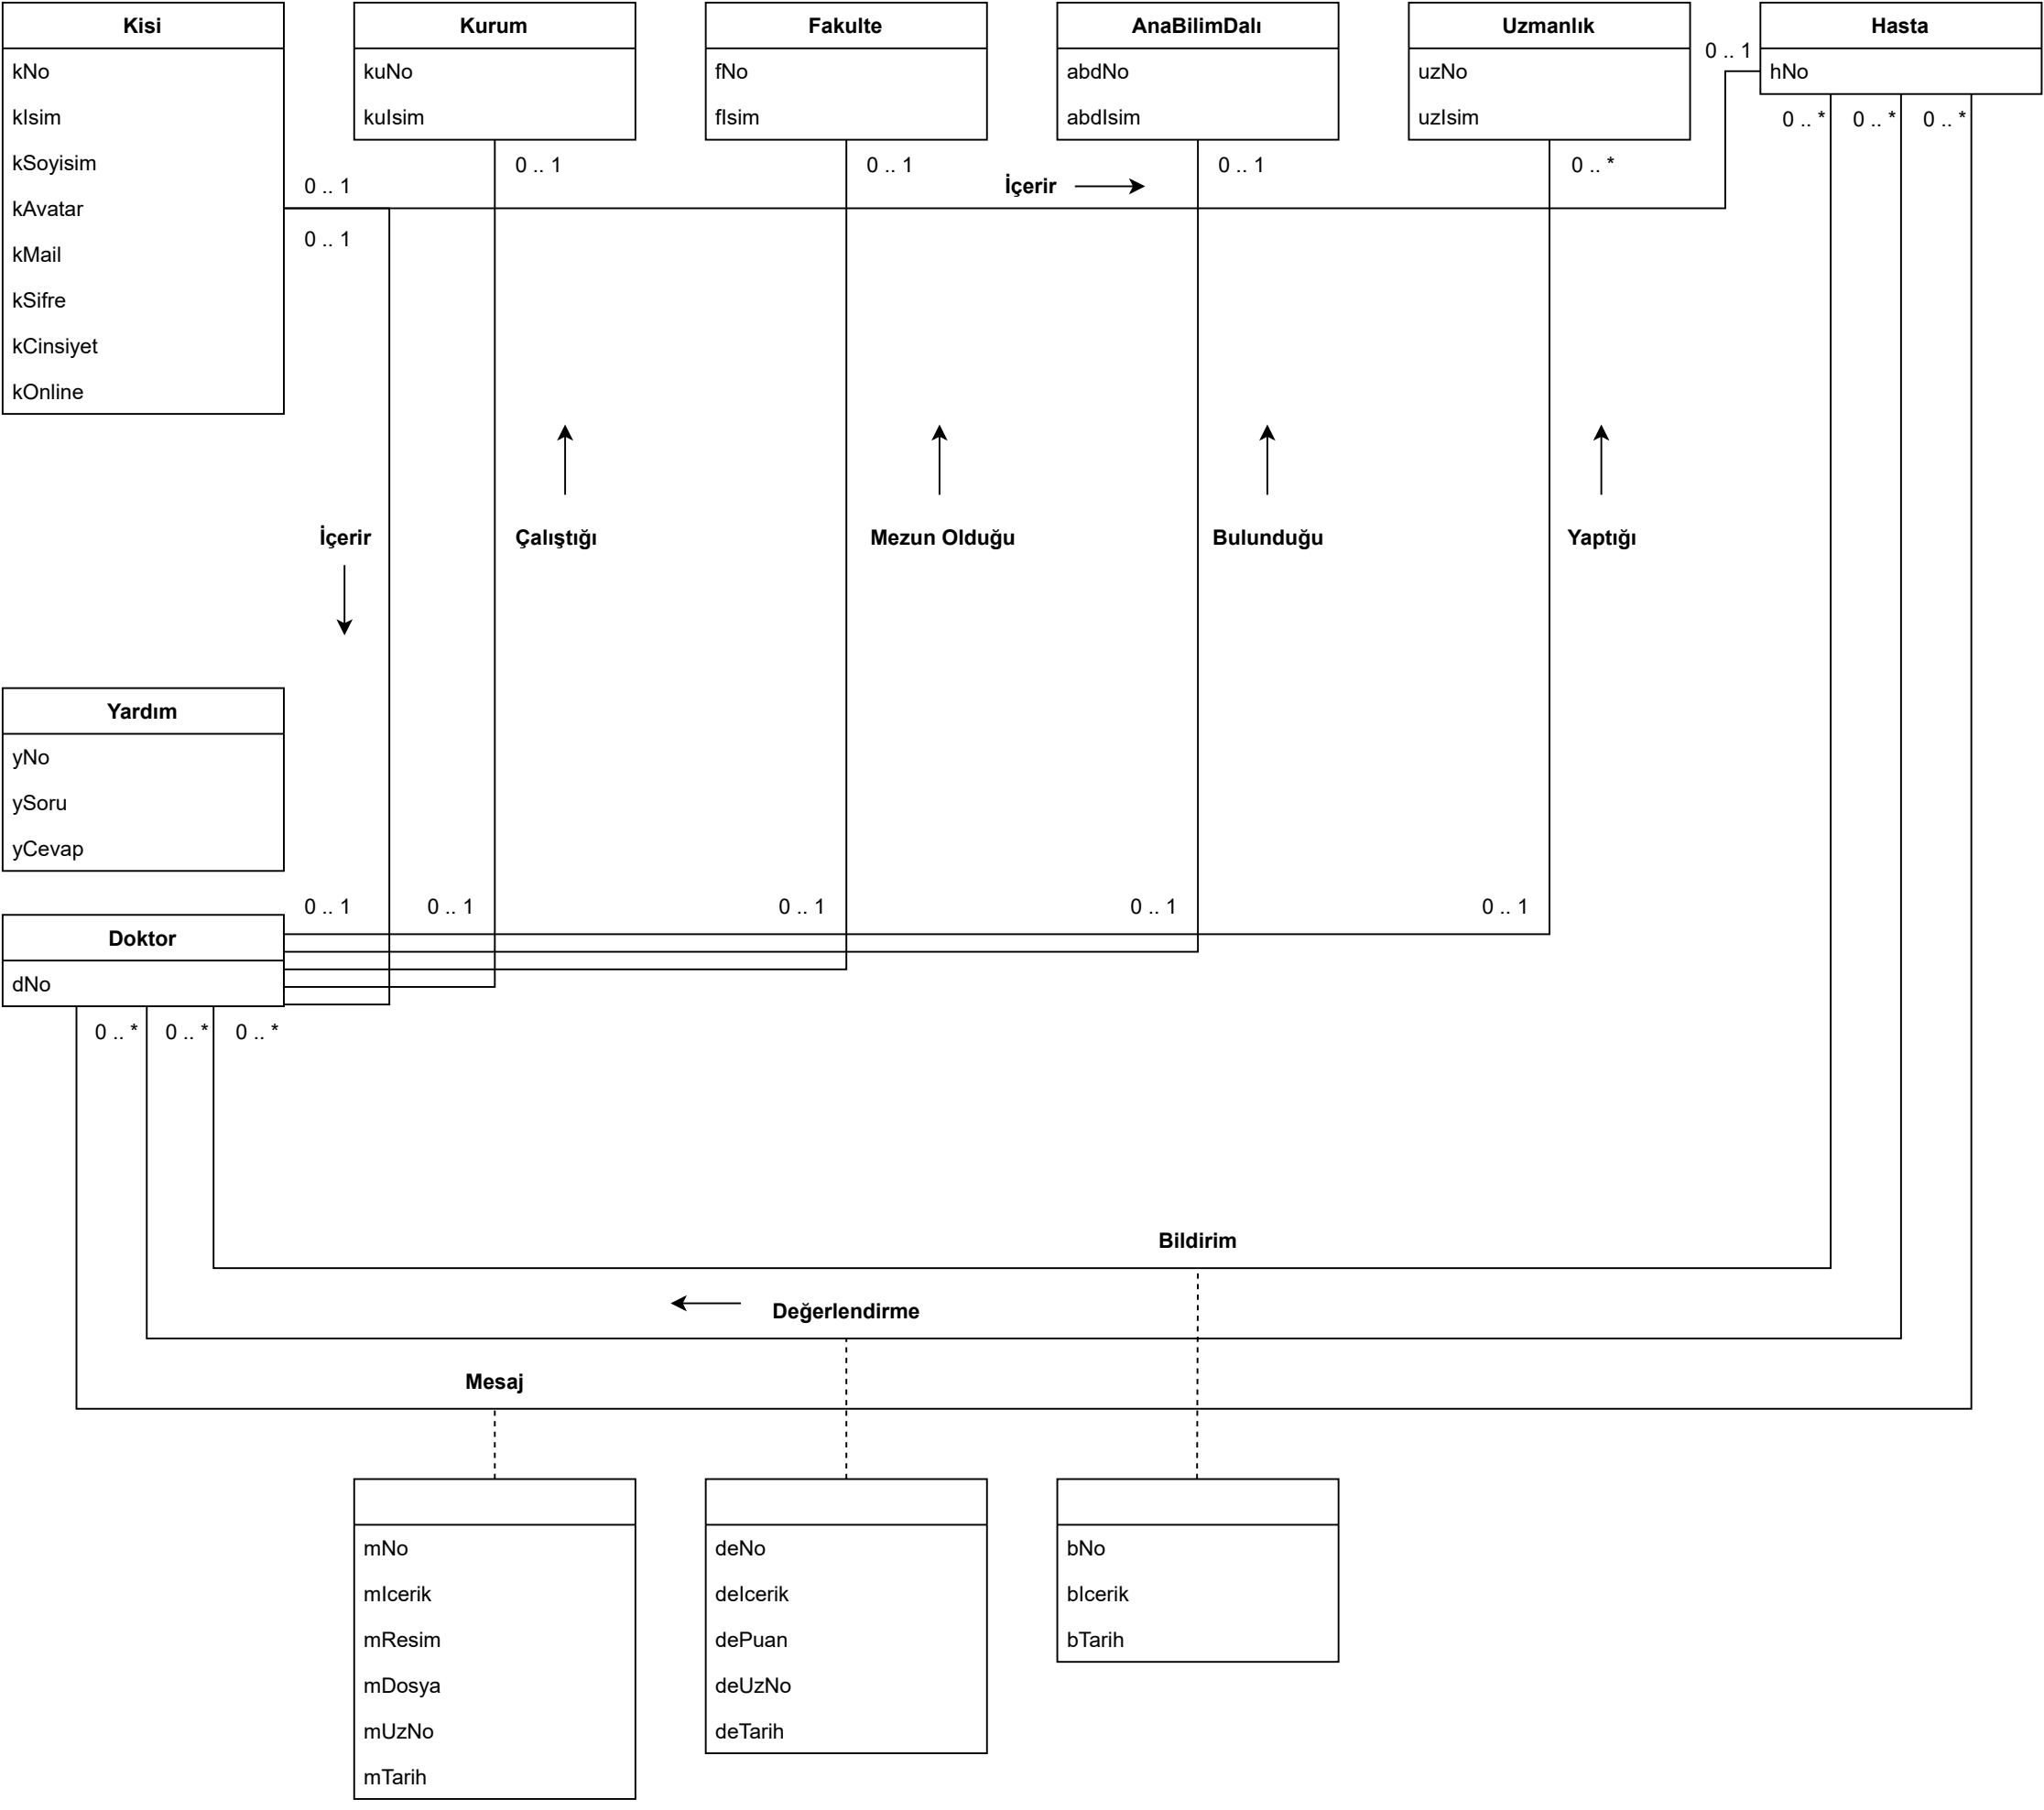 Kisi
kNo
kIsim
kSoyisim
kAvatar
kMail
kSifre
kCinsiyet
kOnline
Kurum
kuNo
kuIsim
Fakulte
fNo
fIsim
AnaBilimDalı
abdNo
abdIsim
Uzmanlık
uzNo
uzIsim
Hasta
hNo
0 .. 1
0 .. *
0 .. *
0 .. *
0 .. 1
0 .. 1
0 .. 1
0 .. *
0 .. 1
0 .. 1
İçerir
İçerir
Çalıştığı
Mezun Olduğu
Bulunduğu
Yaptığı
Yardım
yNo
ySoru
yCevap
Doktor
dNo
0 .. 1
0 .. 1
0 .. 1
0 .. 1
0 .. 1
0 .. *
0 .. *
0 .. *
Bildirim
Değerlendirme
Mesaj
mNo
mIcerik
mResim
mDosya
mUzNo
mTarih
deNo
deIcerik
dePuan
deUzNo
deTarih
bNo
bIcerik
bTarih